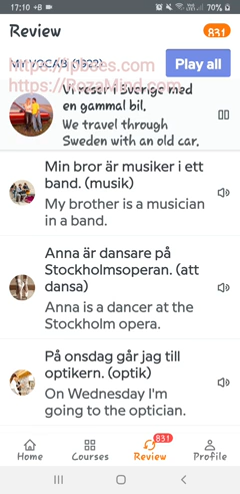 17:10 +B
70%
Review
831
MY VOCAB (1822)
Play all
https://ipeces.com
https://RozaMind.com
Vi reser i Sverige med
en gammal bil.
We travel through
Sweden with an old car.
Min bror är musiker i ett
band. (musik)
My brother is a musician
in a band.
Anna är dansare på
Stockholmsoperan. (att
dansa)
Anna is a dancer at the
Stockholm opera.
På onsdag går jag till
optikern. (optik)
On Wednesday I'm
going to the optician.
831
Home
Courses
Review
Profile